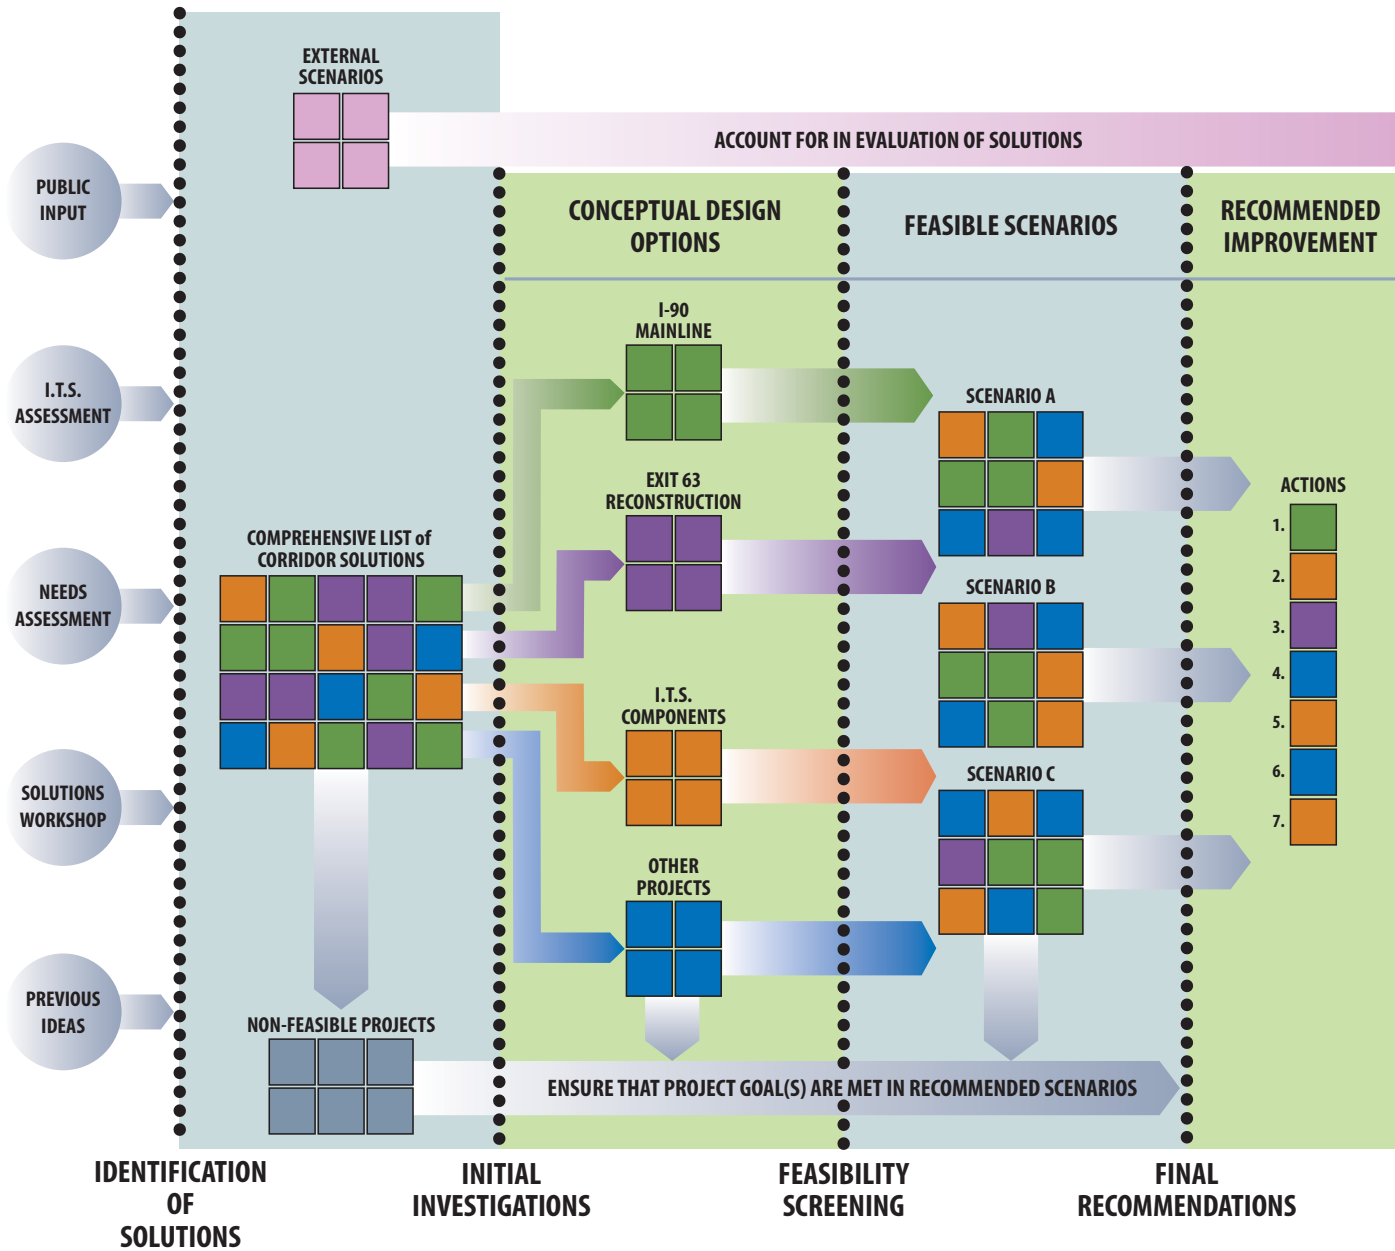 EXTERNAL
SCENARIOS
ACCOUNT FOR IN EVALUATION OF SOLUTIONS
PUBLIC
INPUT
I.T.S.
ASSESSMENT
NEEDS
ASSESSMENT
SOLUTIONS
WORKSHOP
PREVIOUS
IDEAS
COMPREHENSIVE LIST of
CORRIDOR SOLUTIONS
NON-FEASIBLE PROJECTS
CONCEPTUAL DESIGN
OPTIONS
I-90
MAINLINE
EXIT 63
RECONSTRUCTION
I.T.S.
COMPONENTS
OTHER
PROJECTS
FEASIBLE SCENARIOS
SCENARIO A
SCENARIO B
SCENARIO C
RECOMMENDED
IMPROVEMENT
ACTIONS
1.
2.
3.
4.
5.
6.
7.
ENSURE THAT PROJECT GOAL(S) ARE MET IN RECOMMENDED SCENARIOS
IDENTIFICATION
OF
SOLUTIONS
INITIAL
INVESTIGATIONS
FEASIBILITY
SCREENING
FINAL
RECOMMENDATIONS